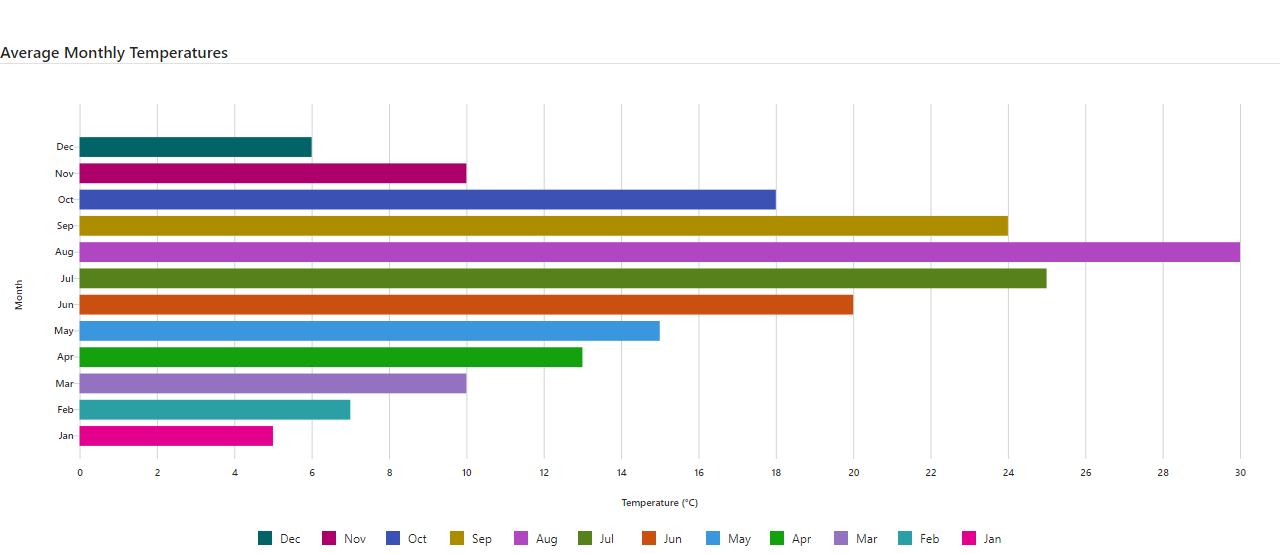 Average Monthly Temperatures
Dec
Nov
Oct
Sep
Aug
Jul
Jun
May
Apr
Mar
Feb
Jan
Month
0 2 4 6 8 10 12 14 16 18 20 22 24 26 28 30
Temperature (°C)
Dec Nov Oct Sep Aug Jul Jun May Apr Mar Feb Jan